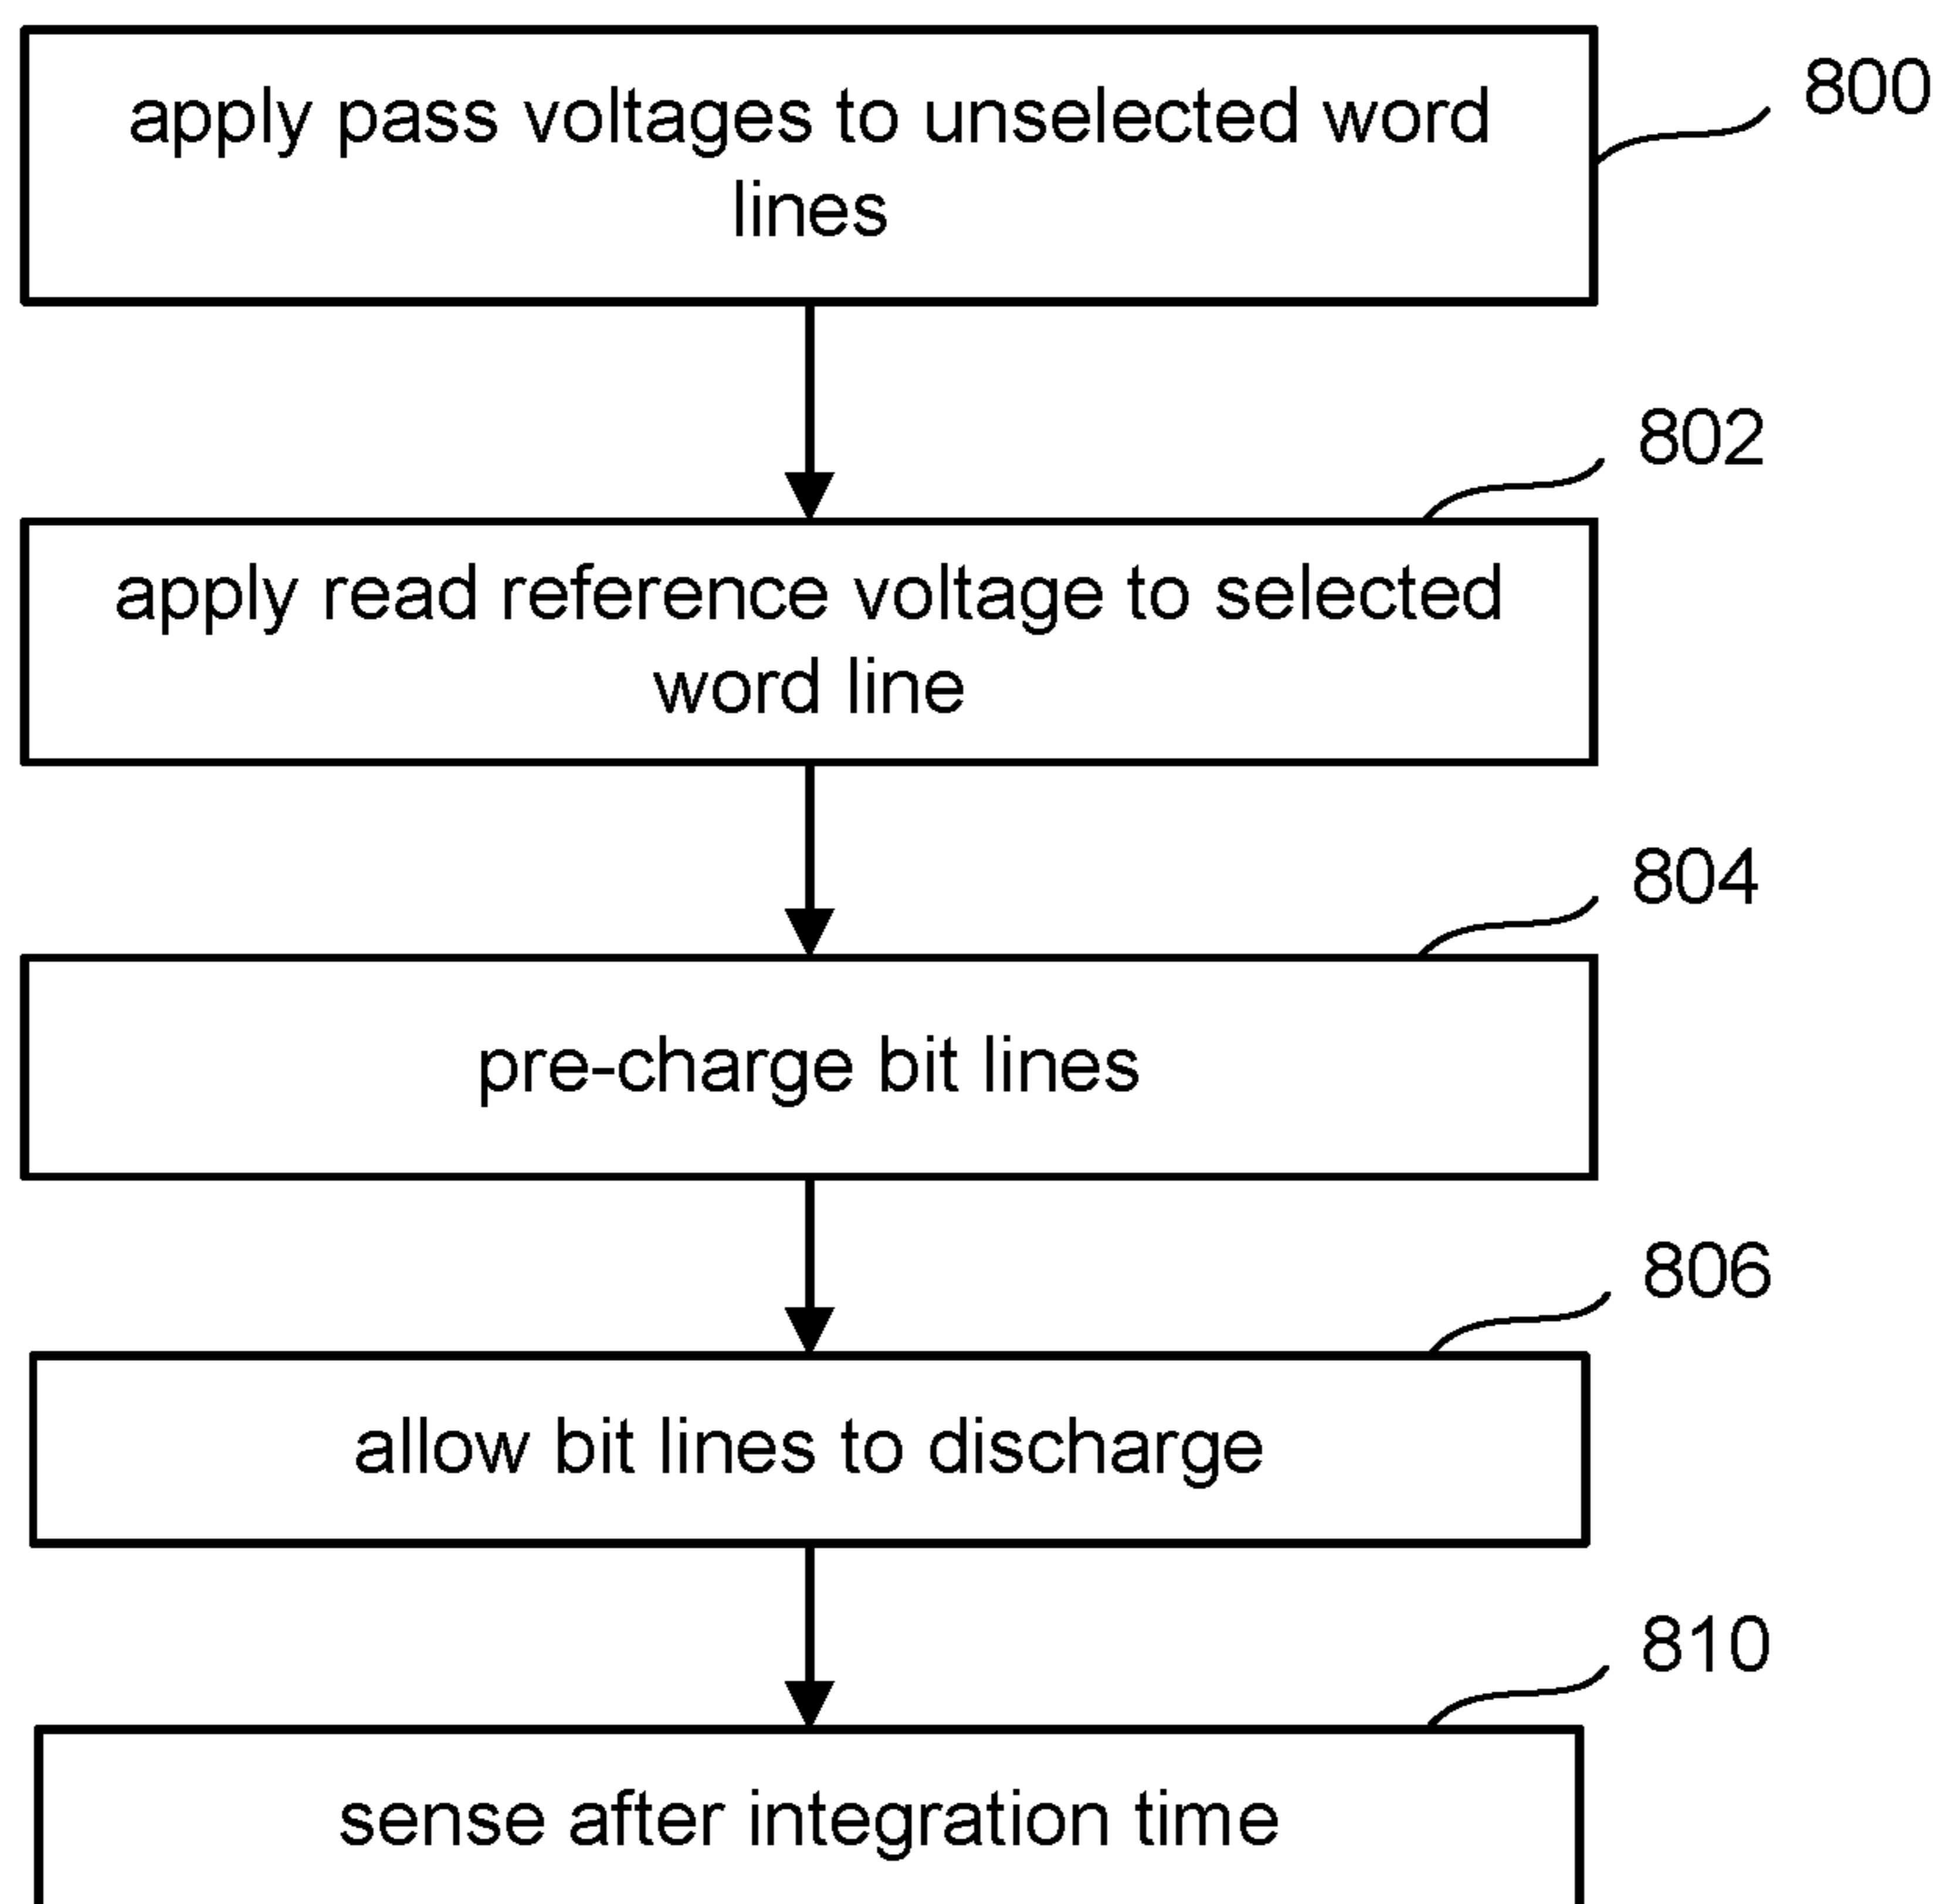 apply pass voltages to unselected word
lines
800
802
apply read reference voltage to selected
word line
804
pre-charge bit lines
806
allow bit lines to discharge
810
sense after integration time